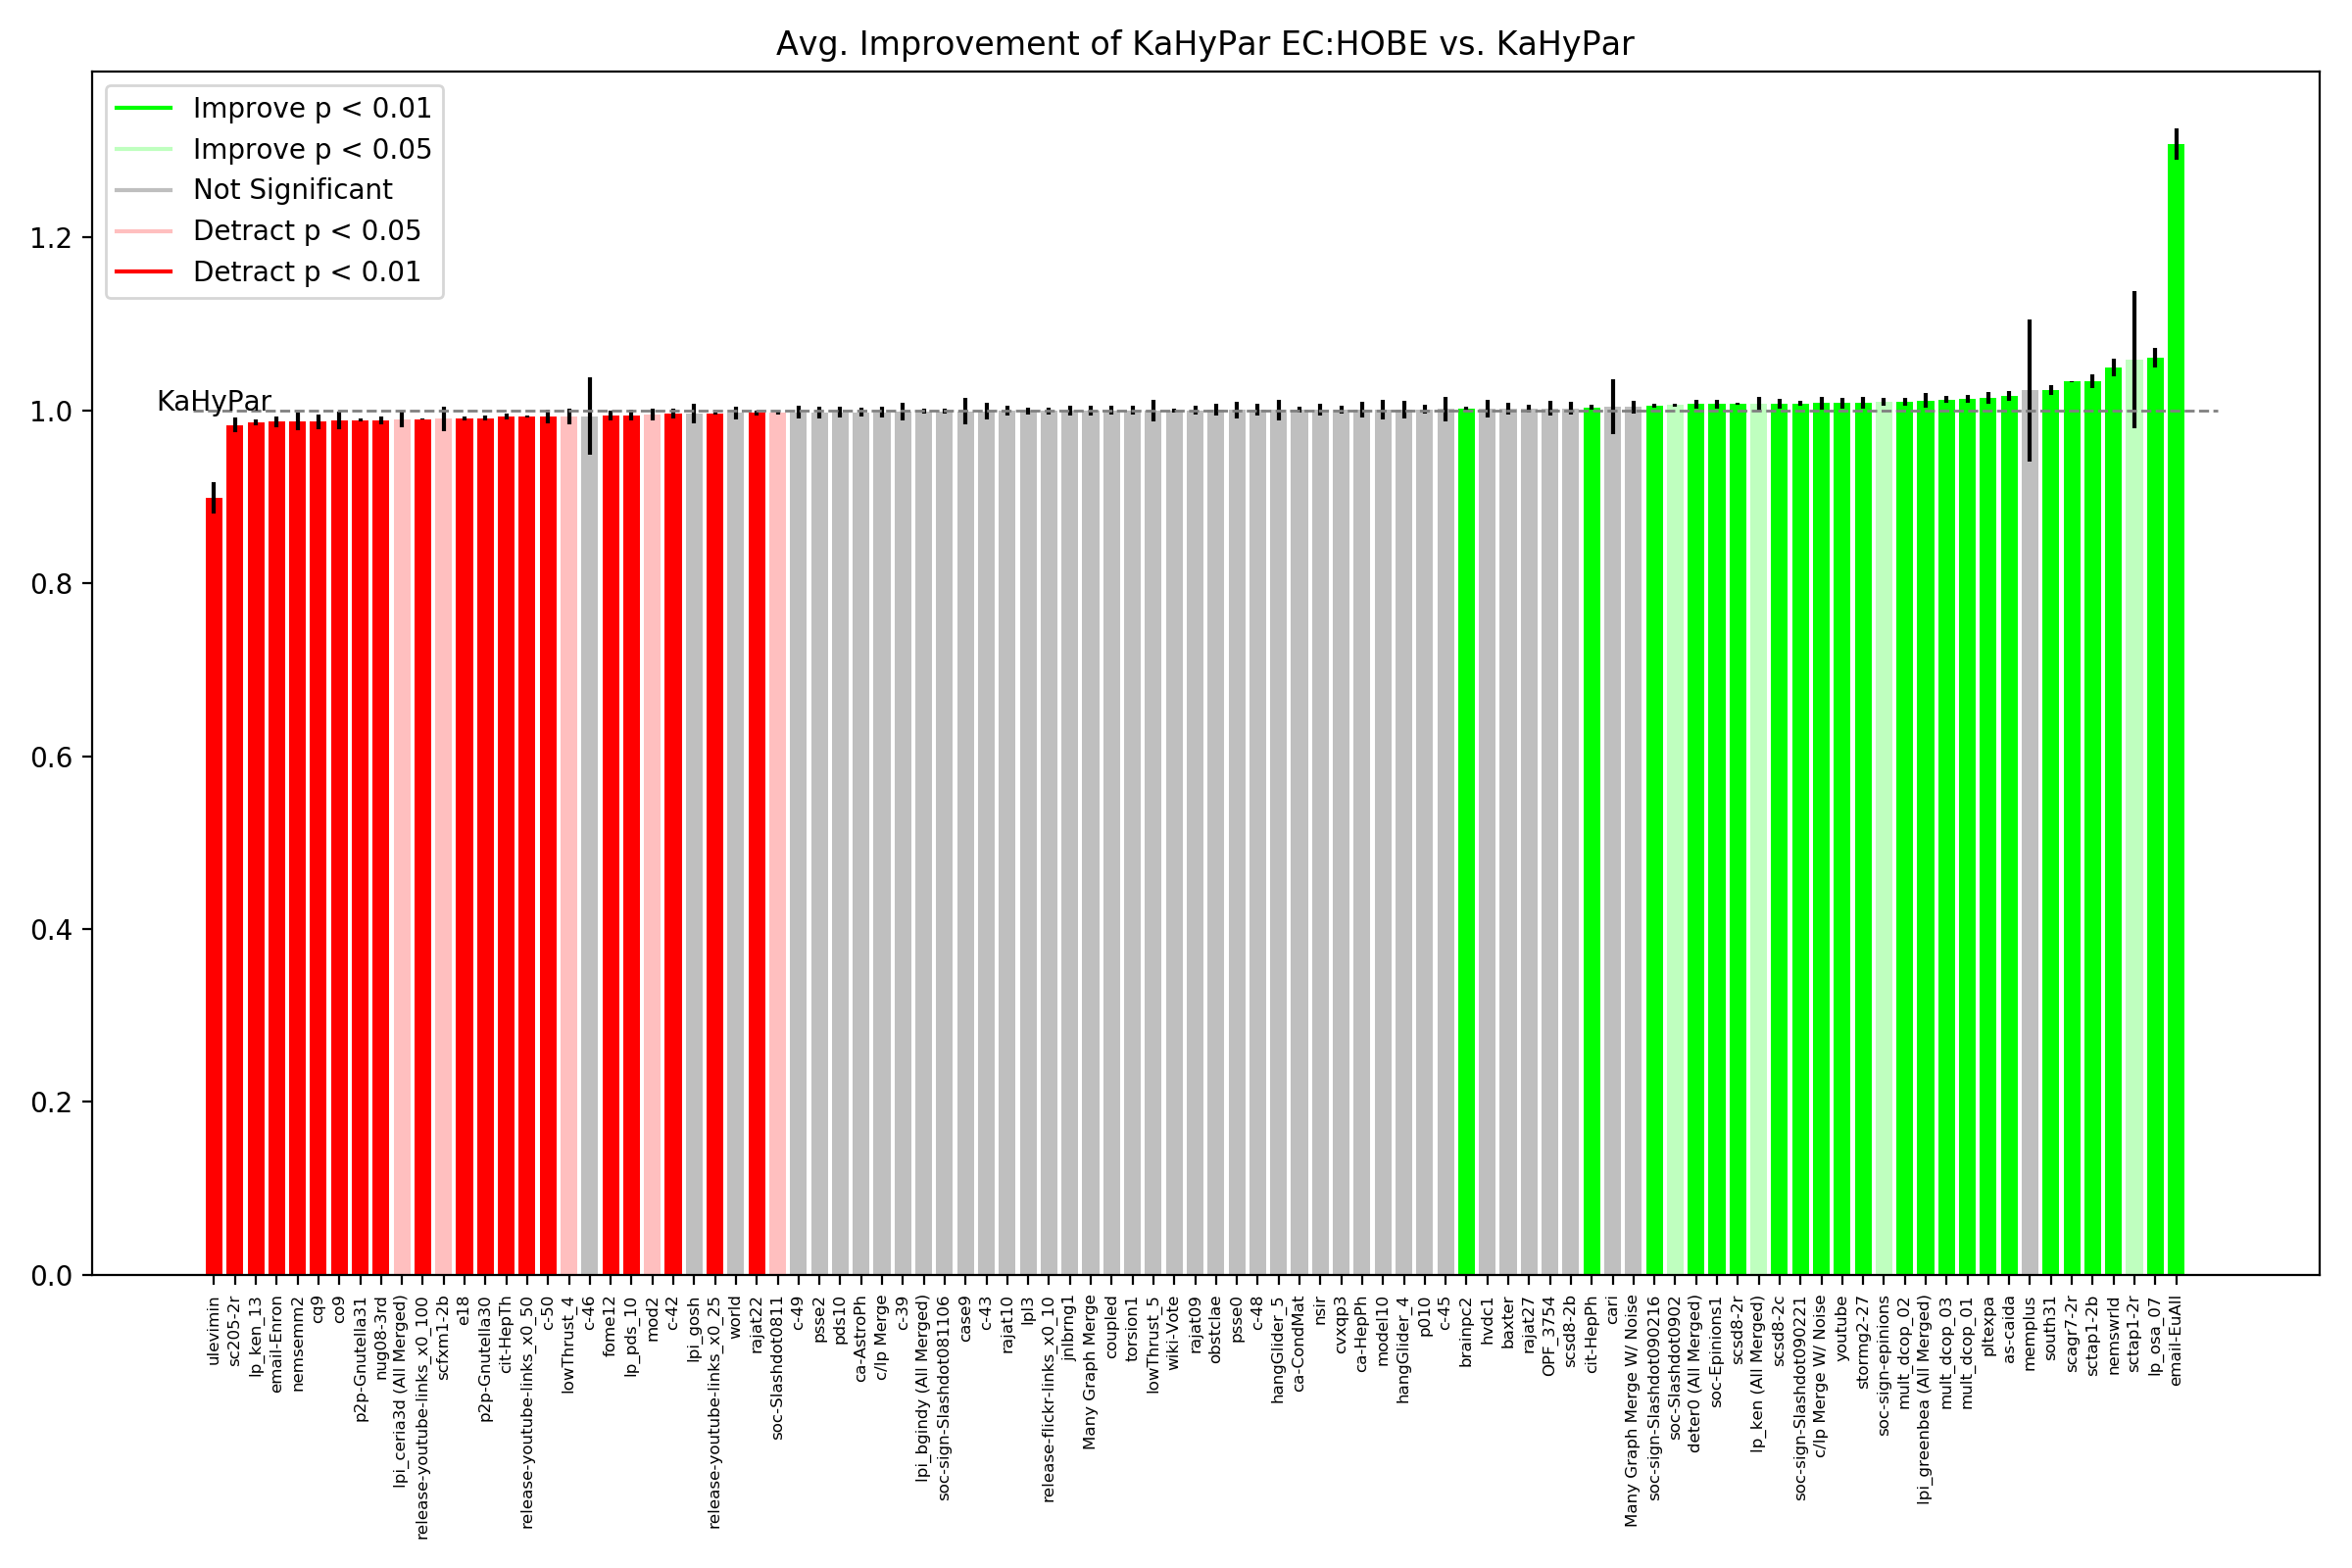 Avg. Improvement of KaHyPar EC:HOBE vs. KaHyPar
Improve p < 0.01
Improve p < 0.05
Not Significant
Detract p < 0.05
Detract p < 0.01
1.2
1.0
0.8
0.6
0.4
0.2
0.0
KaHyPar
ulevimin
sc205-2r
lp_ken_13
email-Enron
nemsemm2
cq9
co9
p2p-Gnutella31
nug08-3rd
lpi_ceria3d (All Merged)
release-youtube-links_x0_100
scfxm1-2b
e18
p2p-Gnutella30
cit-HepTh
release-youtube-links_x0_50
c-50
lowThrust_4
c-46
fome12
lp_pds_10
mod2
c-42
lpi_gosh
release-youtube-links_x0_25
world
rajat22
soc-Slashdot0811
c-49
psse2
pds10
ca-AstroPh
c/lp Merge
c-39
lpi_bgindy (All Merged)
soc-sign-Slashdot081106
case9
c-43
rajat10
lpl3
release-flickr-links_x0_10
jnlbrng1
Many Graph Merge
coupled
torsion1
lowThrust_5
wiki-Vote
rajat09
obstclae
psse0
c-48
hangGlider_5
ca-CondMat
nsir
cvxqp3
ca-HepPh
model10
hangGlider_4
p010
c-45
brainpc2
hvdc1
baxter
rajat27
OPF_3754
scsd8-2b
cit-HepPh
cari
Many Graph Merge W/ Noise
soc-sign-Slashdot090216
soc-Slashdot0902
deter0 (All Merged)
soc-Epinions1
scsd8-2r
lp_ken (All Merged)
scsd8-2c
soc-sign-Slashdot090221
c/lp Merge W/ Noise
youtube
stormg2-27
soc-sign-epinions
mult_dcop_02
lpi_greenbea (All Merged)
mult_dcop_03
mult_dcop_01
pltexpa
as-caida
memplus
south31
scagr7-2r
sctap1-2b
nemswrld
sctap1-2r
lp_osa_07
email-EuAll